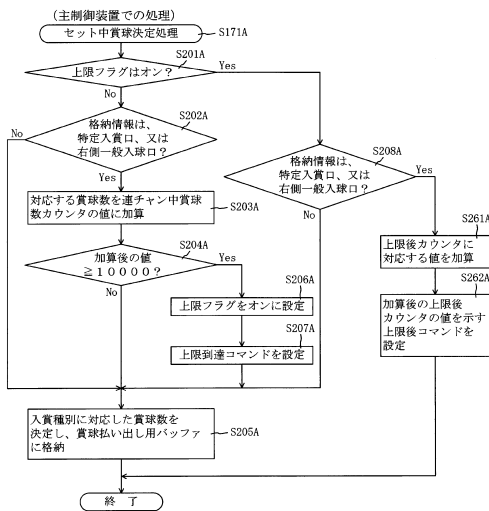 (主制御装置での処理)
セット中賞球決定処理
S171A
S201A
上限フラグはオン?
Yes
No
S202A
格納情報は、
特定入賞口、又は
右側一般入球口?
No
Yes
S203A
対応する賞球数を連チャン中賞球
数カウンタの値に加算
S204A
加算後の値
≧10000?
Yes
No
S206A
上限フラグをオンに設定
S207A
上限到達コマンドを設定
S208A
格納情報は、
特定入賞口、又は
右側一般入球口?
Yes
No
S261A
上限後カウンタに
対応する値を加算
S262A
加算後の上限後
カウンタの値を示す
上限後コマンドを
設定
入賞種別に対応した賞球数を
決定し、賞球払い出し用バッファ
に格納
S205A
終 了